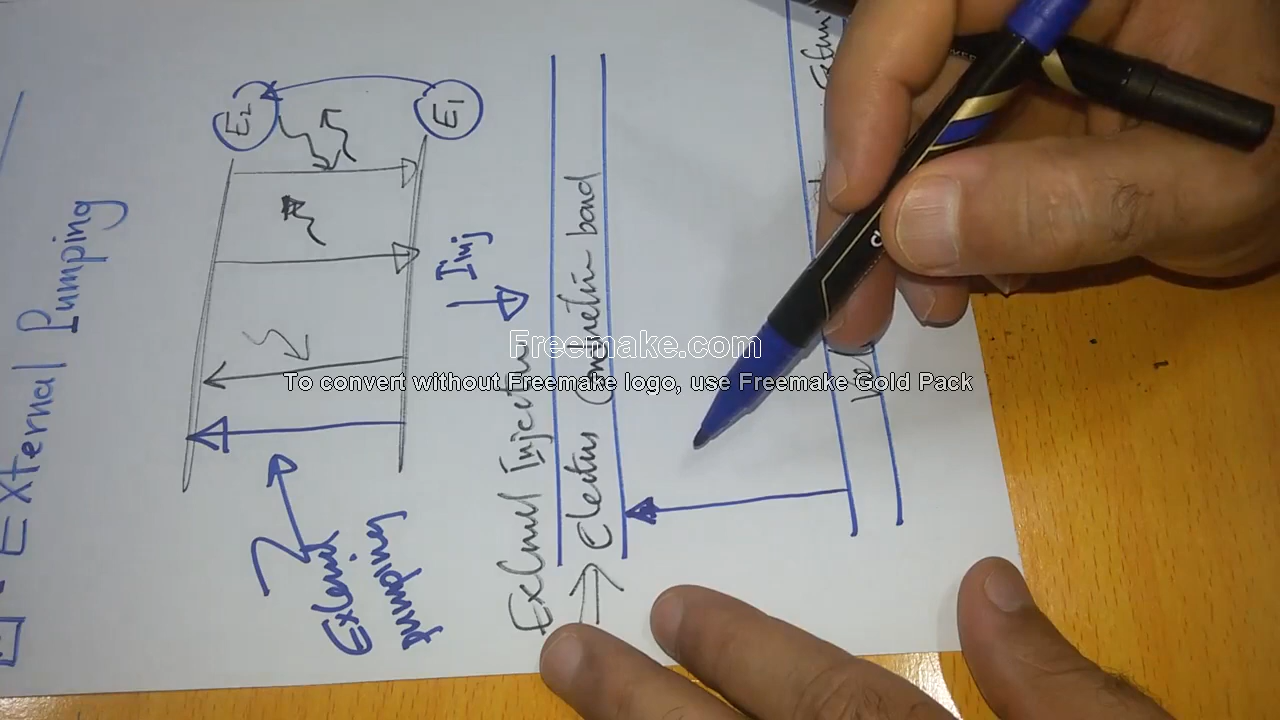 External Pumping
E2
E1
Inj
External
pumping
External Injection
Electrons Conduction band
Freemake.com
To convert without Freemake logo, use Freemake Gold Pack